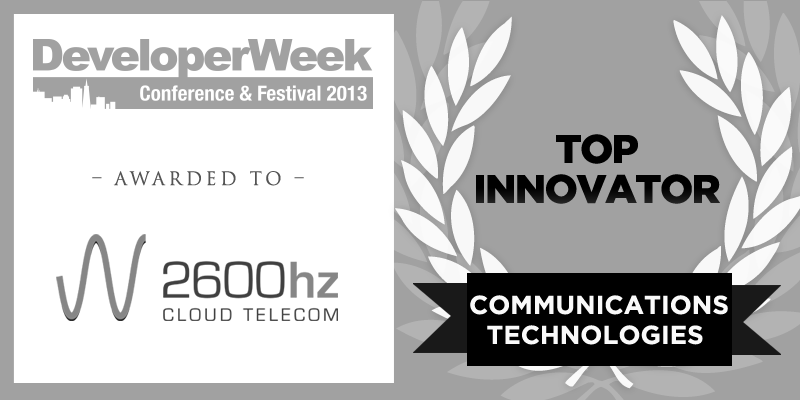 DeveloperWeek
Conference & Festival 2013
– AWARDED TO –
2600hz
CLOUD TELECOM
TOP
INNOVATOR
COMMUNICATIONS
TECHNOLOGIES